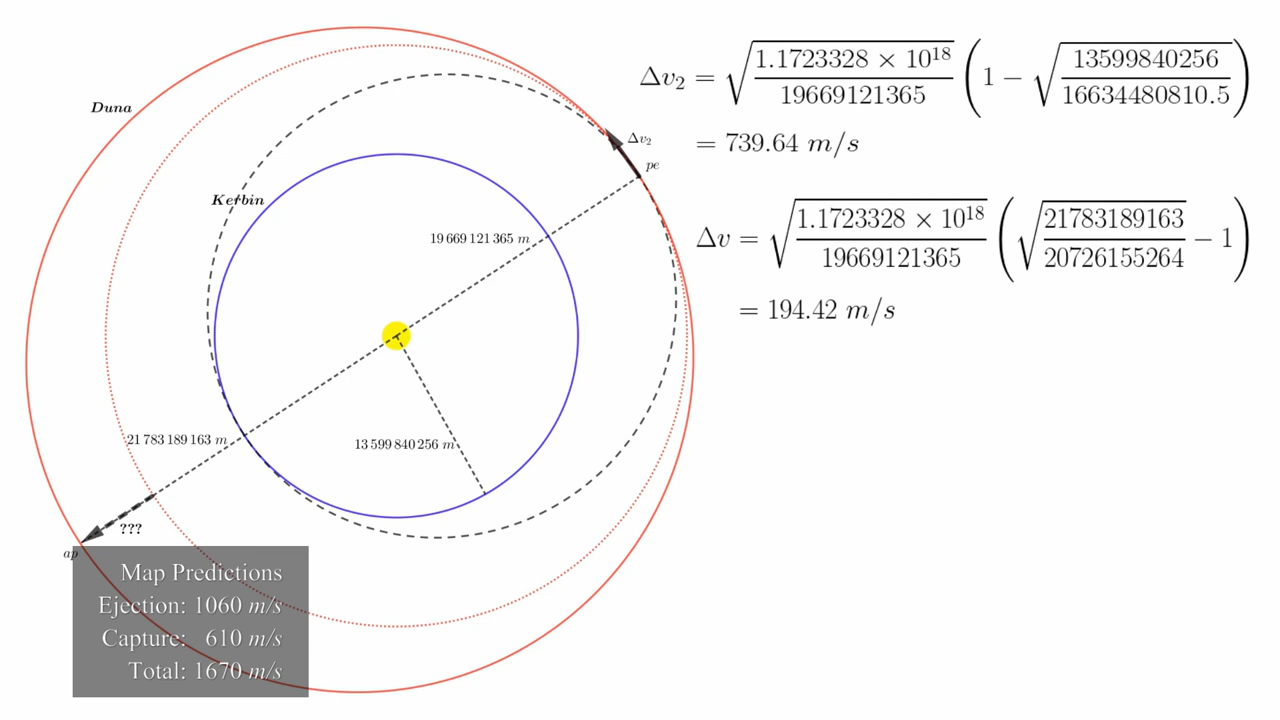 Duna
Kerbin
Δv₂
pe
19 669 121 365 m
21 783 189 163 m
13 599 840 256 m
???
ap
Map Predictions
Ejection: 1060 m/s
Capture: 610 m/s
Total: 1670 m/s
Δv₂ = √(1.1723328 × 10¹⁸ / 19669121365) (1 − √(13599840256 / 16634480810.5))
= 739.64 m/s
Δv = √(1.1723328 × 10¹⁸ / 19669121365) (√(21783189163 / 20726155264) − 1)
= 194.42 m/s